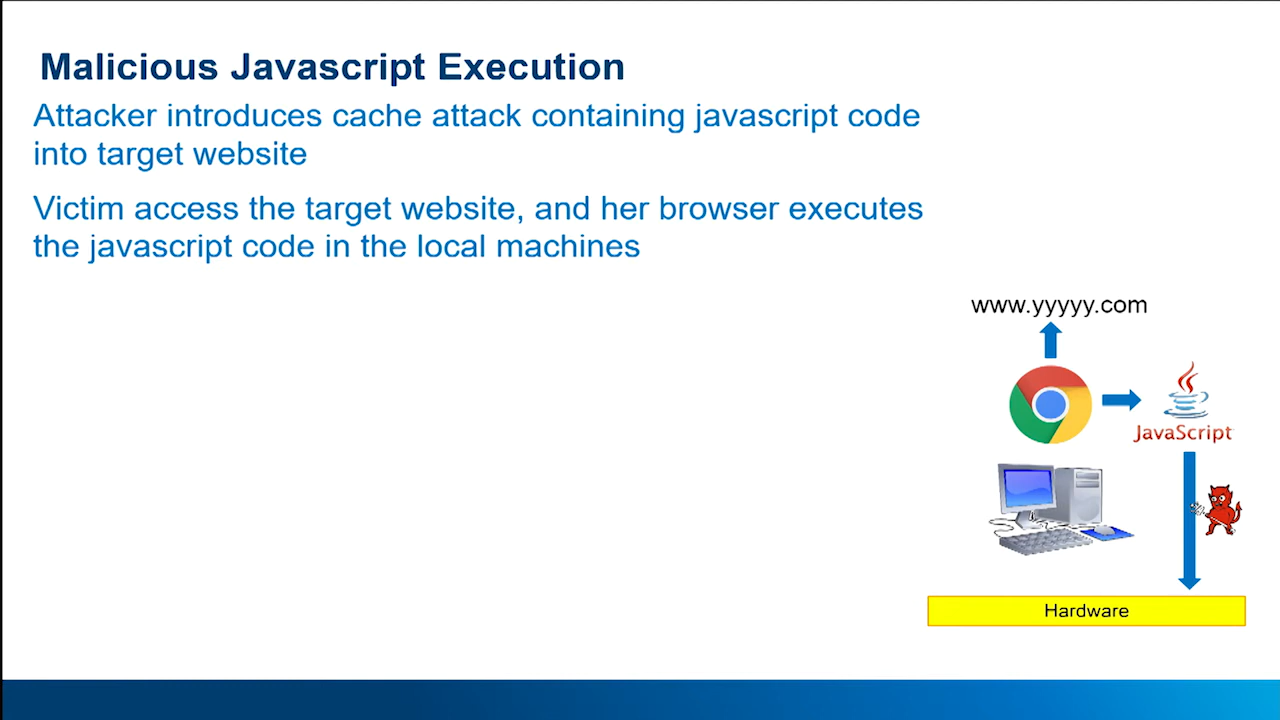 Malicious Javascript Execution
Attacker introduces cache attack containing javascript code
into target website
Victim access the target website, and her browser executes
the javascript code in the local machines
www.yyyyy.com
JavaScript
Hardware